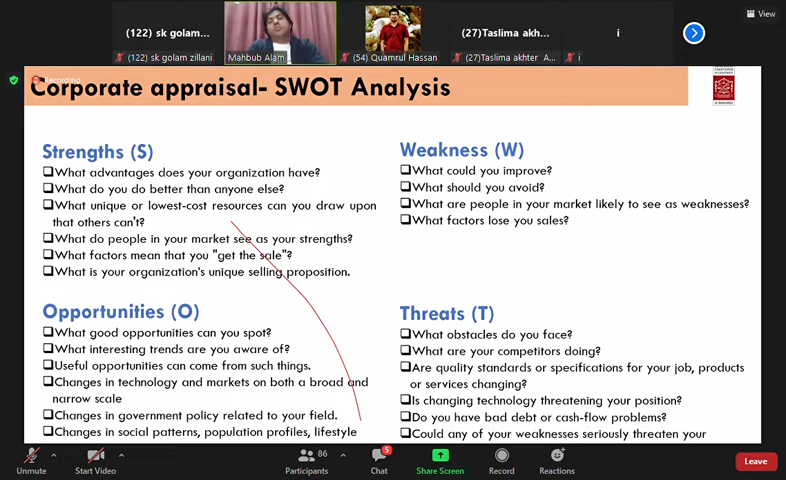 (122) sk golam...
(27)Taslima akh...
i
View
(122) sk golam zillani
Mahbub Alam
(54) Quamrul Hassan
(27)Taslima akhter A...
i
Recording
Corporate appraisal- SWOT Analysis
Strengths (S)
What advantages does your organization have?
What do you do better than anyone else?
What unique or lowest-cost resources can you draw upon
that others can't?
What do people in your market see as your strengths?
What factors mean that you "get the sale"?
What is your organization's unique selling proposition.
Weakness (W)
What could you improve?
What should you avoid?
What are people in your market likely to see as weaknesses?
What factors lose you sales?
Opportunities (O)
What good opportunities can you spot?
What interesting trends are you aware of?
Useful opportunities can come from such things.
Changes in technology and markets on both a broad and
narrow scale
Changes in government policy related to your field.
Changes in social patterns, population profiles, lifestyle
Threats (T)
What obstacles do you face?
What are your competitors doing?
Are quality standards or specifications for your job, products
or services changing?
Is changing technology threatening your position?
Do you have bad debt or cash-flow problems?
Could any of your weaknesses seriously threaten your
Unmute
Start Video
86
Participants
5
Chat
Share Screen
Record
Reactions
Leave